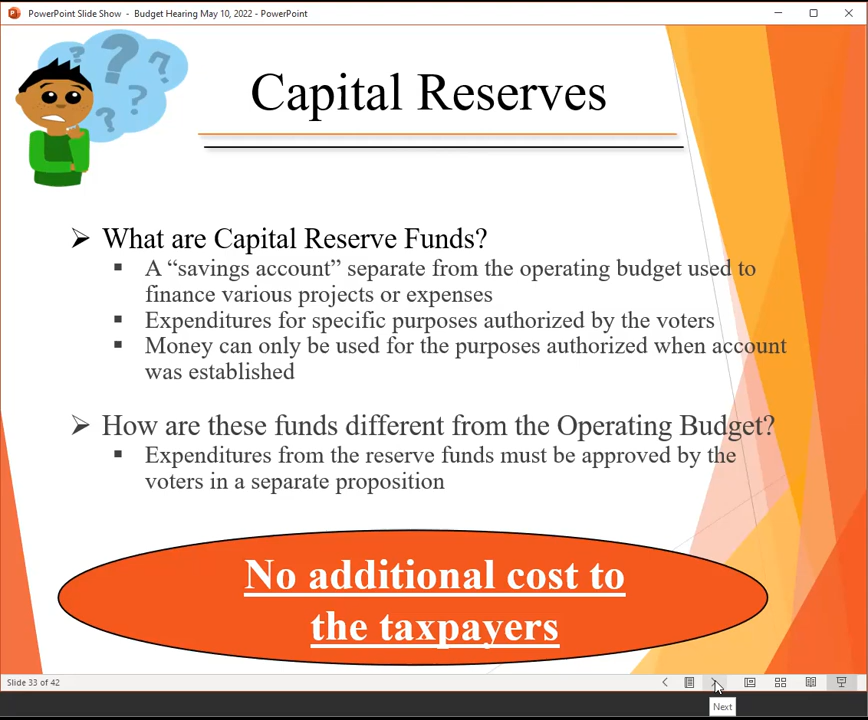 PowerPoint Slide Show - Budget Hearing May 10, 2022 - PowerPoint
Capital Reserves
What are Capital Reserve Funds?
A “savings account” separate from the operating budget used to
finance various projects or expenses
Expenditures for specific purposes authorized by the voters
Money can only be used for the purposes authorized when account
was established
How are these funds different from the Operating Budget?
Expenditures from the reserve funds must be approved by the
voters in a separate proposition
No additional cost to
the taxpayers
Slide 33 of 42
Next